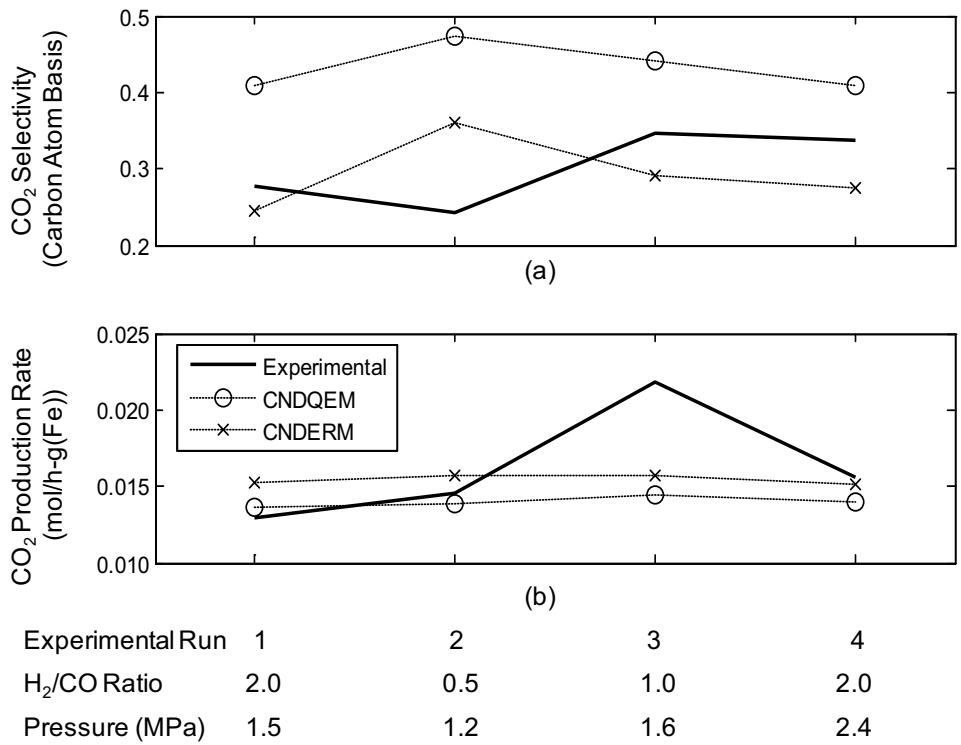 CO₂ Selectivity
(Carbon Atom Basis)
0.5
0.4
0.3
0.2
(a)
CO₂ Production Rate
(mol/h-g(Fe))
0.025
0.020
0.015
0.010
Experimental
CNDQEM
CNDERM
(b)
Experimental Run 1 2 3 4
H₂/CO Ratio 2.0 0.5 1.0 2.0
Pressure (MPa) 1.5 1.2 1.6 2.4